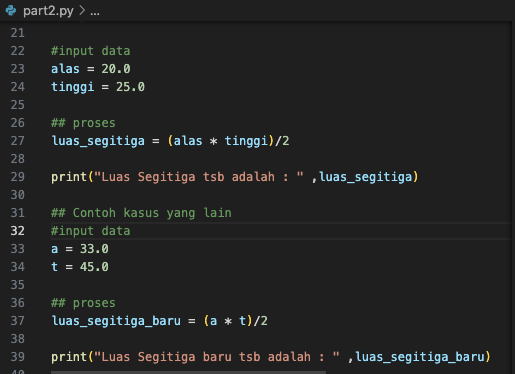 part2.py > ...
21
22 #input data
23 alas = 20.0
24 tinggi = 25.0
25
26 ## proses
27 luas_segitiga = (alas * tinggi)/2
28
29 print("Luas Segitiga tsb adalah : " ,luas_segitiga)
30
31 ## Contoh kasus yang lain
32 #input data
33 a = 33.0
34 t = 45.0
35
36 ## proses
37 luas_segitiga_baru = (a * t)/2
38
39 print("Luas Segitiga baru tsb adalah : " ,luas_segitiga_baru)
40